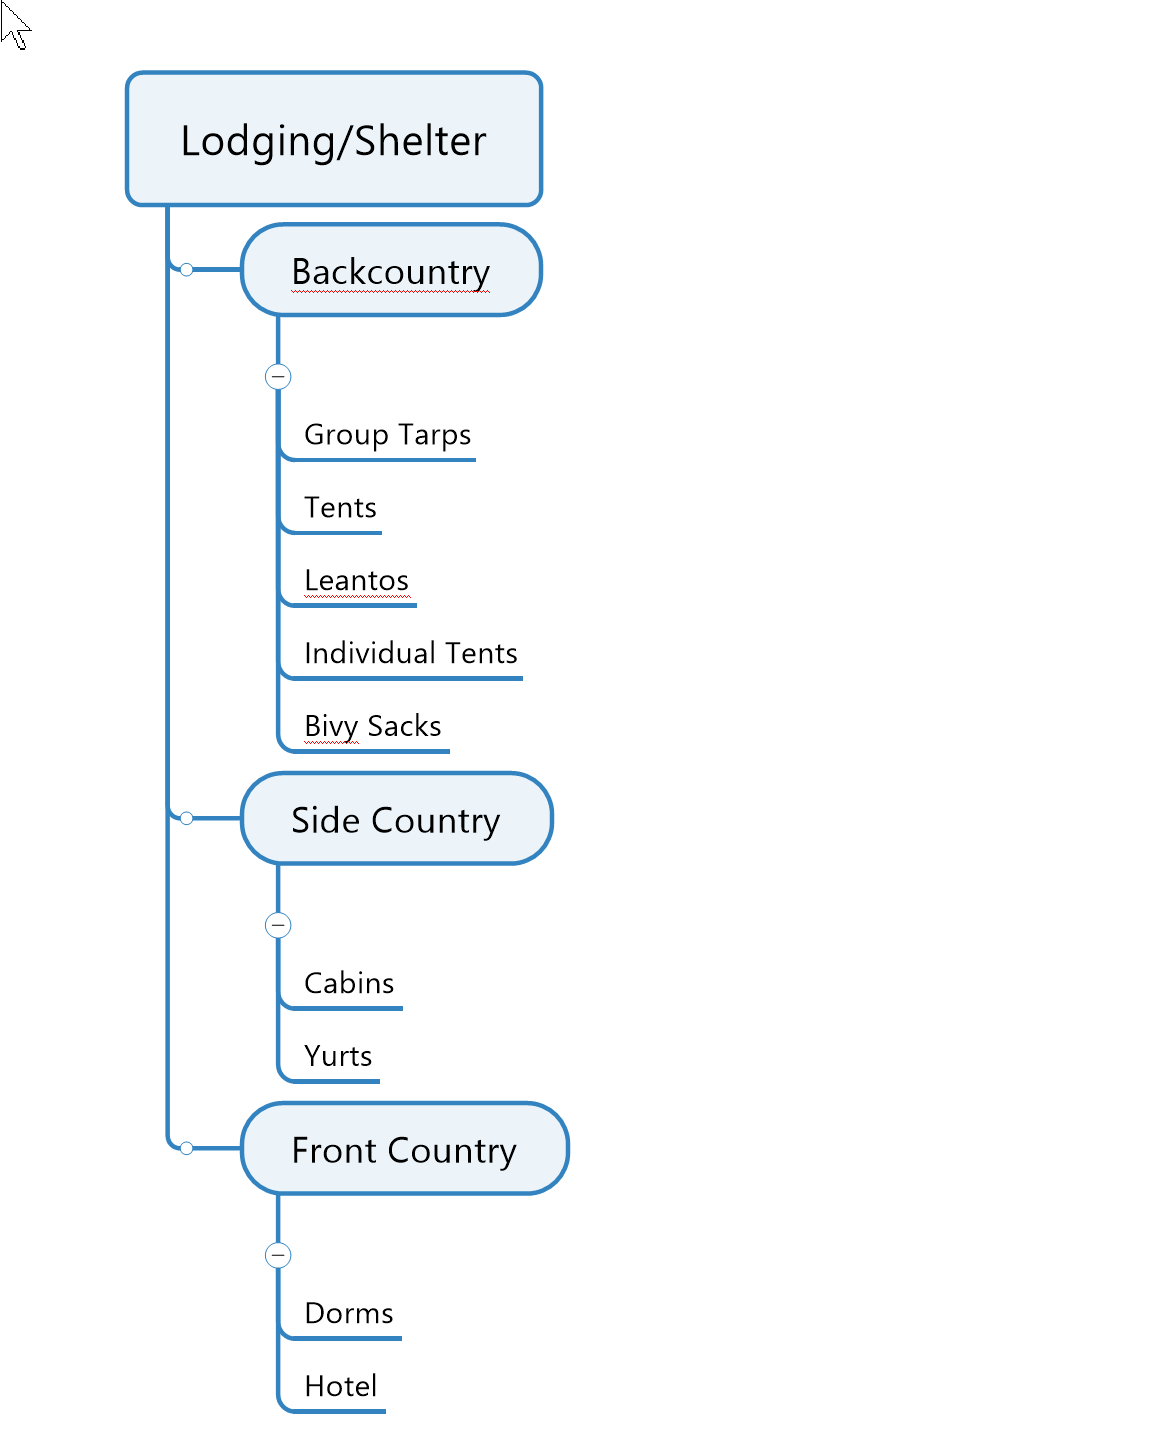 Lodging/Shelter
Backcountry
Group Tarps
Tents
Leantos
Individual Tents
Bivy Sacks
Side Country
Cabins
Yurts
Front Country
Dorms
Hotel